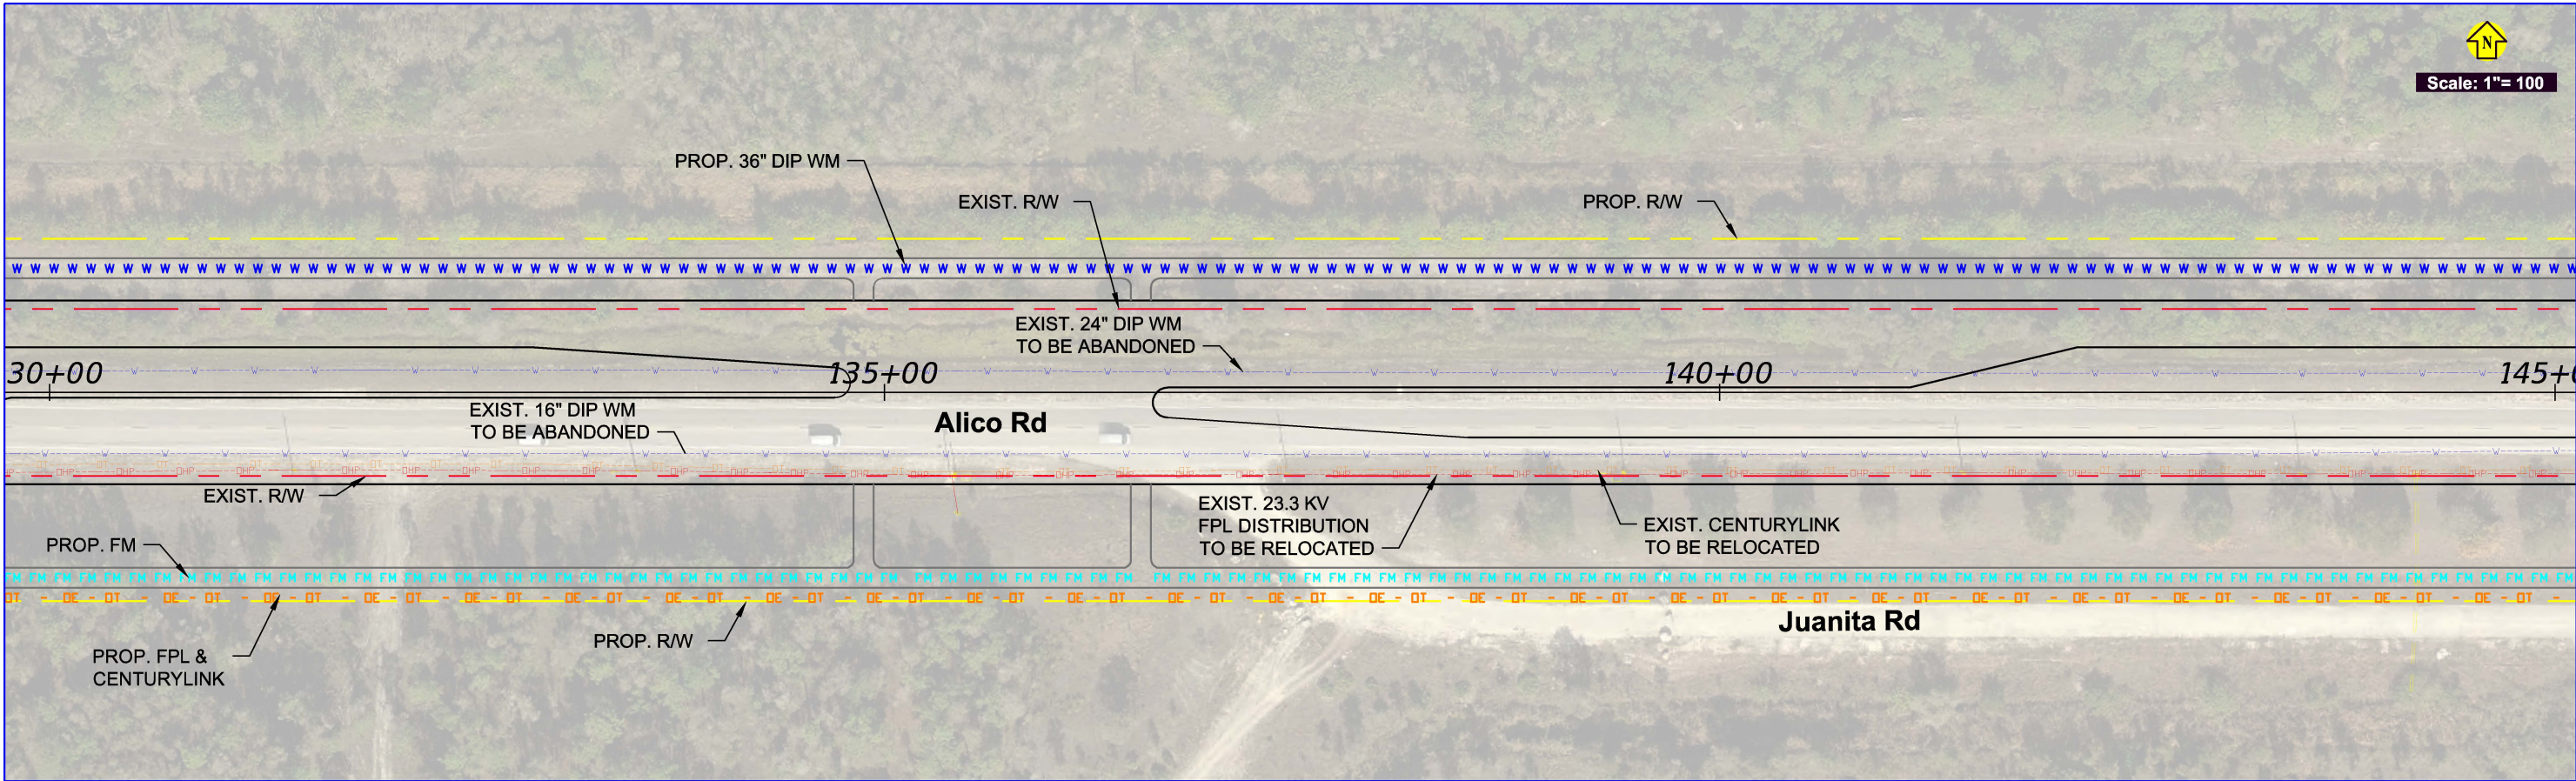 N
Scale: 1"= 100
PROP. 36" DIP WM
EXIST. R/W
PROP. R/W
EXIST. 24" DIP WM
TO BE ABANDONED
30+00
135+00
140+00
145+0
EXIST. 16" DIP WM
TO BE ABANDONED
Alico Rd
EXIST. R/W
EXIST. 23.3 KV
FPL DISTRIBUTION
TO BE RELOCATED
EXIST. CENTURYLINK
TO BE RELOCATED
PROP. FM
PROP. R/W
Juanita Rd
PROP. FPL &
CENTURYLINK